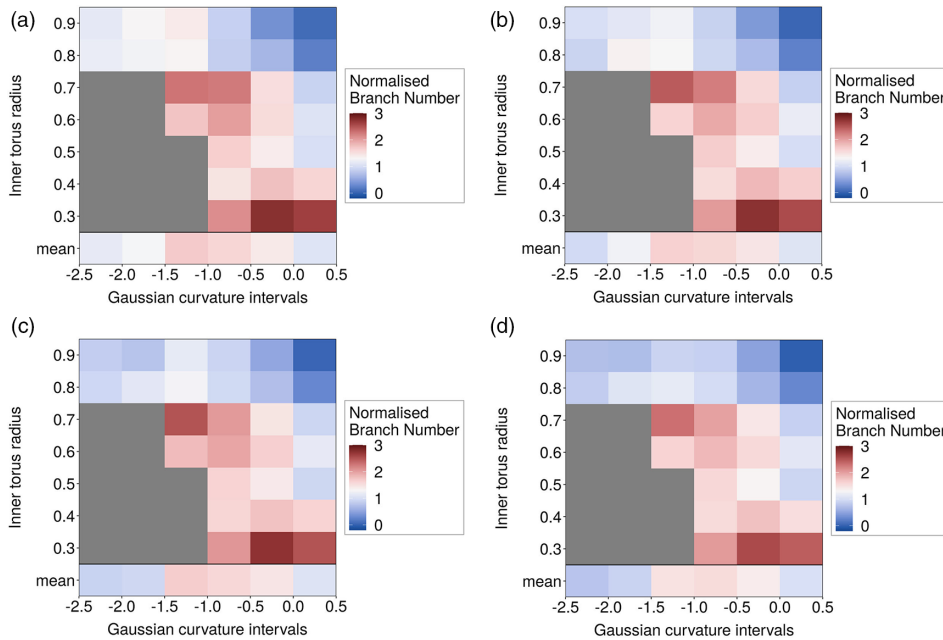 (a)
Inner torus radius
0.9
0.8
0.7
0.6
0.5
0.4
0.3
mean
-2.5 -2.0 -1.5 -1.0 -0.5 0.0 0.5
Gaussian curvature intervals
Normalised
Branch Number
3
2
1
0
(b)
Inner torus radius
0.9
0.8
0.7
0.6
0.5
0.4
0.3
mean
-2.5 -2.0 -1.5 -1.0 -0.5 0.0 0.5
Gaussian curvature intervals
Normalised
Branch Number
3
2
1
0
(c)
Inner torus radius
0.9
0.8
0.7
0.6
0.5
0.4
0.3
mean
-2.5 -2.0 -1.5 -1.0 -0.5 0.0 0.5
Gaussian curvature intervals
Normalised
Branch Number
3
2
1
0
(d)
Inner torus radius
0.9
0.8
0.7
0.6
0.5
0.4
0.3
mean
-2.5 -2.0 -1.5 -1.0 -0.5 0.0 0.5
Gaussian curvature intervals
Normalised
Branch Number
3
2
1
0